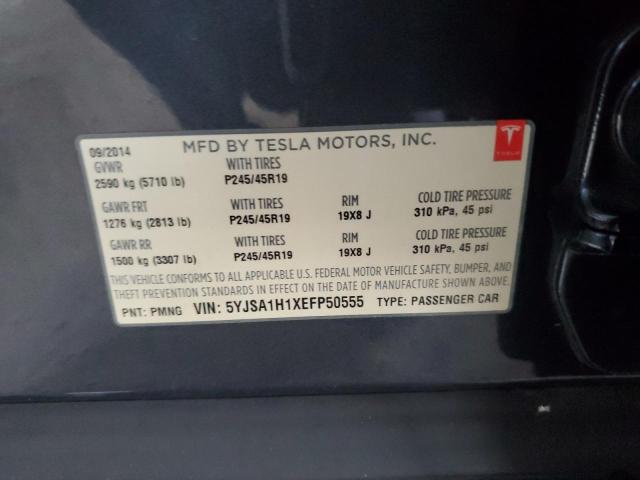 09/2014 MFD BY TESLA MOTORS, INC.
TESLA
GVWR WITH TIRES
2590 kg (5710 lb) P245/45R19
GAWR FRT WITH TIRES RIM COLD TIRE PRESSURE
1276 kg (2813 lb) P245/45R19 19X8 J 310 kPa, 45 psi
GAWR RR WITH TIRES RIM COLD TIRE PRESSURE
1500 kg (3307 lb) P245/45R19 19X8 J 310 kPa, 45 psi
THIS VEHICLE CONFORMS TO ALL APPLICABLE U.S. FEDERAL MOTOR VEHICLE SAFETY, BUMPER, AND
THEFT PREVENTION STANDARDS IN EFFECT ON THE DATE OF MANUFACTURE SHOWN ABOVE.
PNT: PMNG VIN: 5YJSA1H1XEFP50555 TYPE: PASSENGER CAR